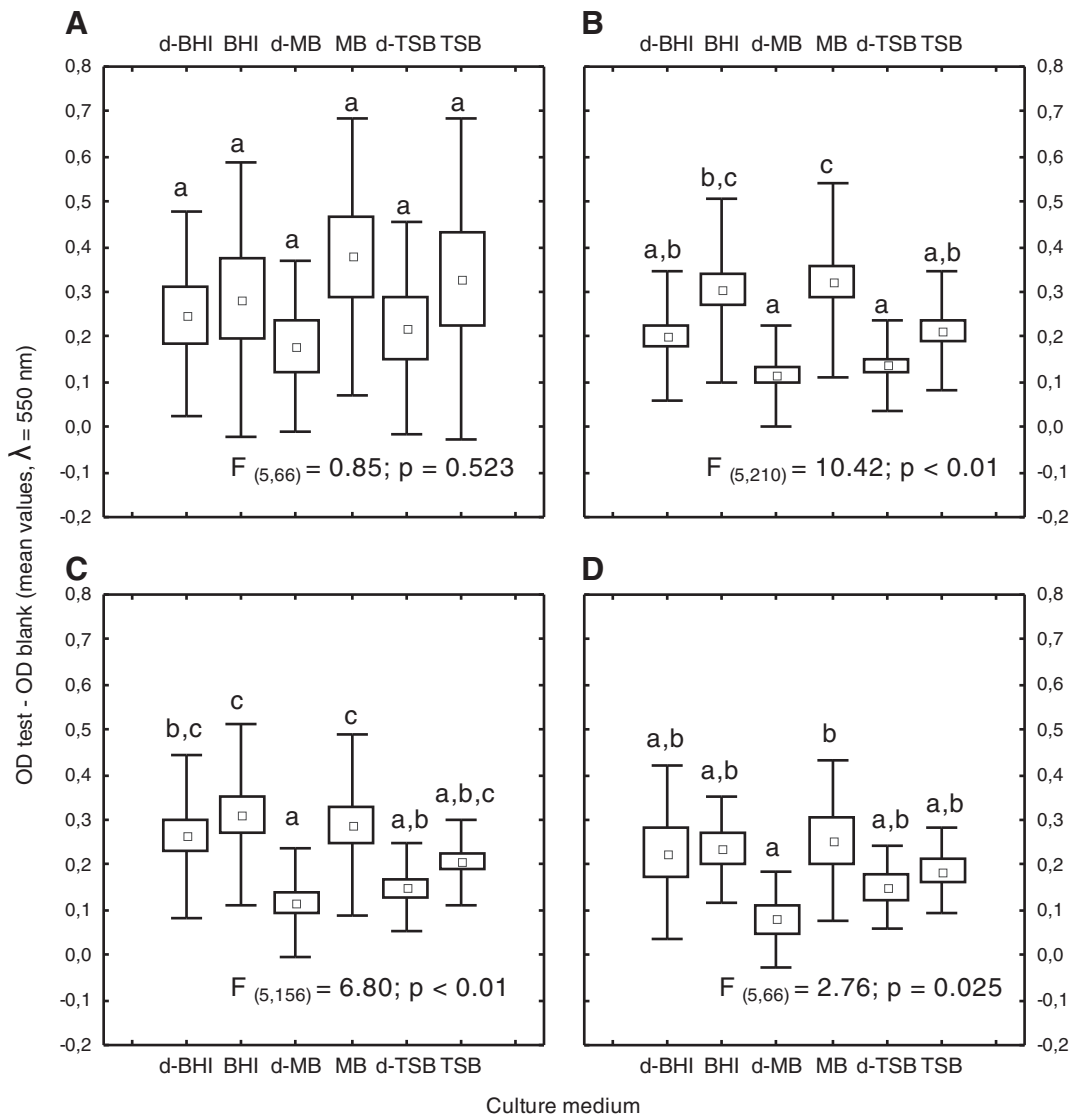 A
B
d-BHI BHI d-MB MB d-TSB TSB
d-BHI BHI d-MB MB d-TSB TSB
0,8
0,7
0,6
0,5
0,4
0,3
0,2
0,1
0,0
-0,1
-0,2
a a a a a a
F (5,66) = 0.85; p = 0.523
a,b b,c a c a a,b
F (5,210) = 10.42; p < 0.01
0,8
0,7
0,6
0,5
0,4
0,3
0,2
0,1
0,0
-0,1
-0,2
OD test - OD blank (mean values, λ = 550 nm)
C
D
0,8
0,7
0,6
0,5
0,4
0,3
0,2
0,1
0,0
-0,1
-0,2
b,c c a c a,b a,b,c
F (5,156) = 6.80; p < 0.01
a,b a,b a b a,b a,b
F (5,66) = 2.76; p = 0.025
0,8
0,7
0,6
0,5
0,4
0,3
0,2
0,1
0,0
-0,1
-0,2
d-BHI BHI d-MB MB d-TSB TSB
d-BHI BHI d-MB MB d-TSB TSB
Culture medium